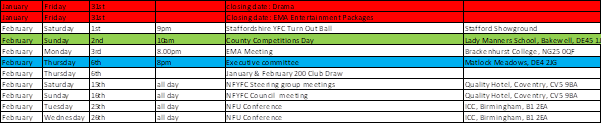 January Friday 31st closing date: Drama
January Friday 31st Closing date: EMA Entertainment Packages
February Saturday 1st 9pm Staffordshire YFC Turn Out Ball Stafford Showground
February Sunday 2nd 10am County Competitions Day Lady Manners School, Bakewell, DE45
February Monday 3rd 8.00pm EMA Meeting Brackenhurst College, NG25 0QF
February Thursday 6th 8pm Executive committee Matlock Meadows, DE4 2JG
February Thursday 6th January & February 200 Club Draw
February Saturday 15th all day NFYFC Steering group meetings Quality Hotel, Coventry, CV5 9BA
February Sunday 16th all day NFYFC Council meeting Quality Hotel, Coventry, CV5 9BA
February Tuesday 25th all day NFU Conference ICC, Birmingham, B1 2EA
February Wednesday 26th all day NFU Conference ICC, Birmingham, B1 2EA